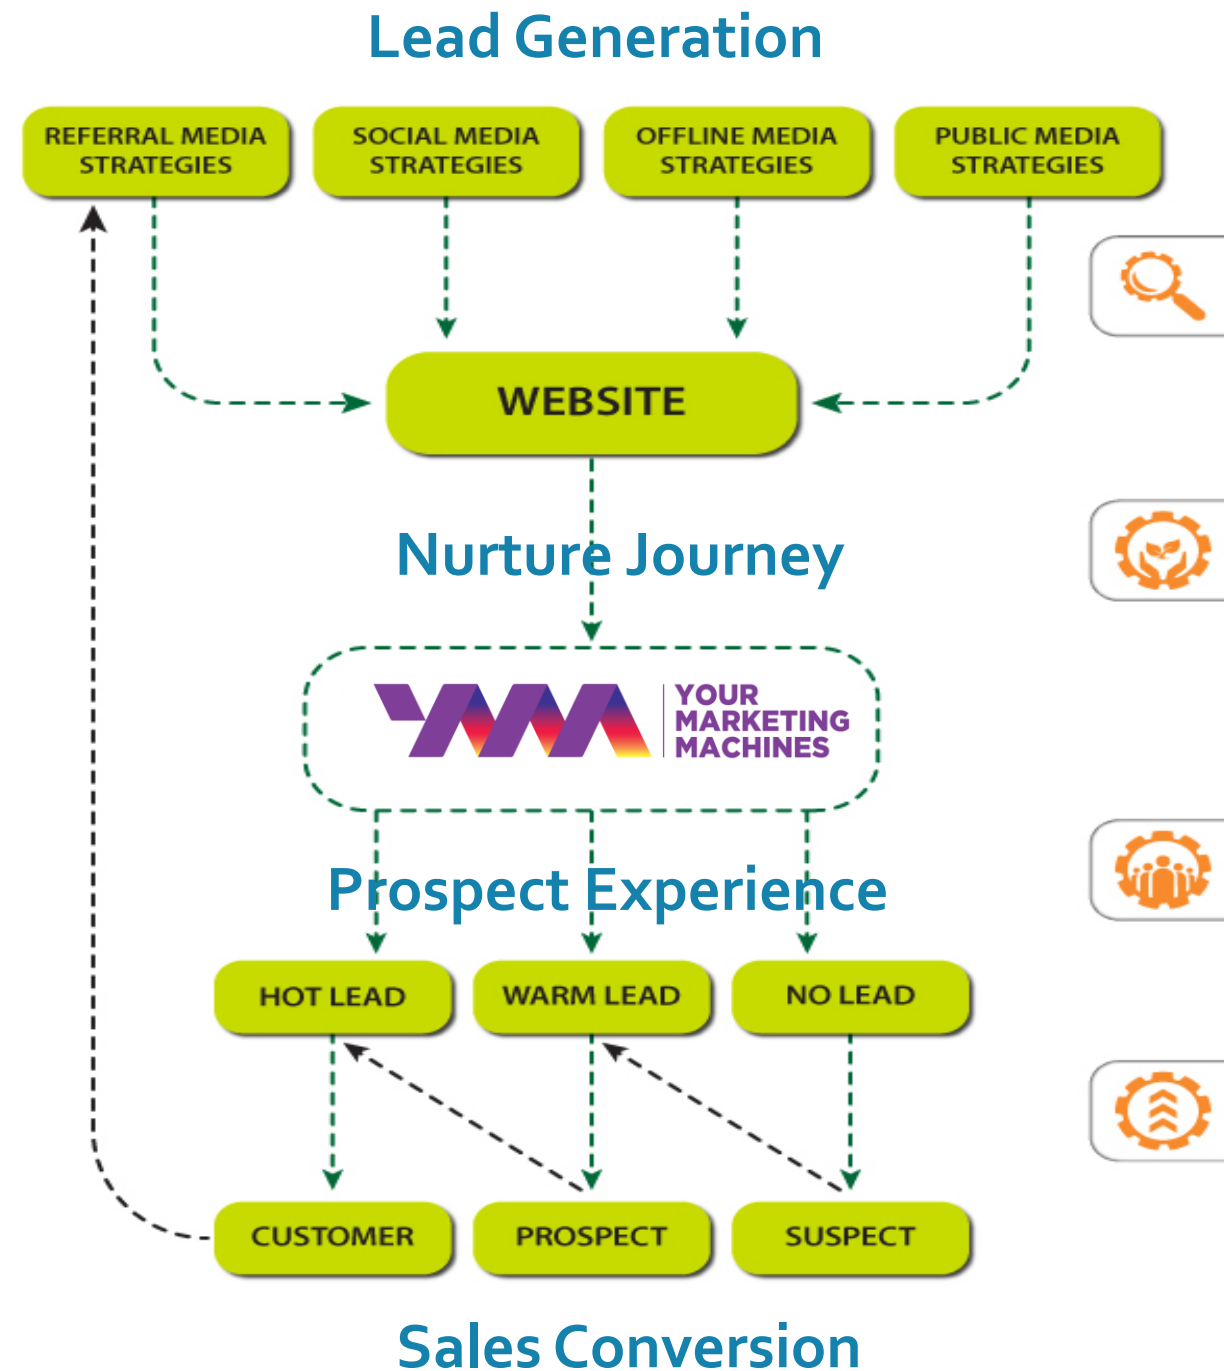 Lead Generation
REFERRAL MEDIA
STRATEGIES
SOCIAL MEDIA
STRATEGIES
OFFLINE MEDIA
STRATEGIES
PUBLIC MEDIA
STRATEGIES
WEBSITE
Nurture Journey
YMM
YOUR
MARKETING
MACHINES
Prospect Experience
HOT LEAD
WARM LEAD
NO LEAD
CUSTOMER
PROSPECT
SUSPECT
Sales Conversion